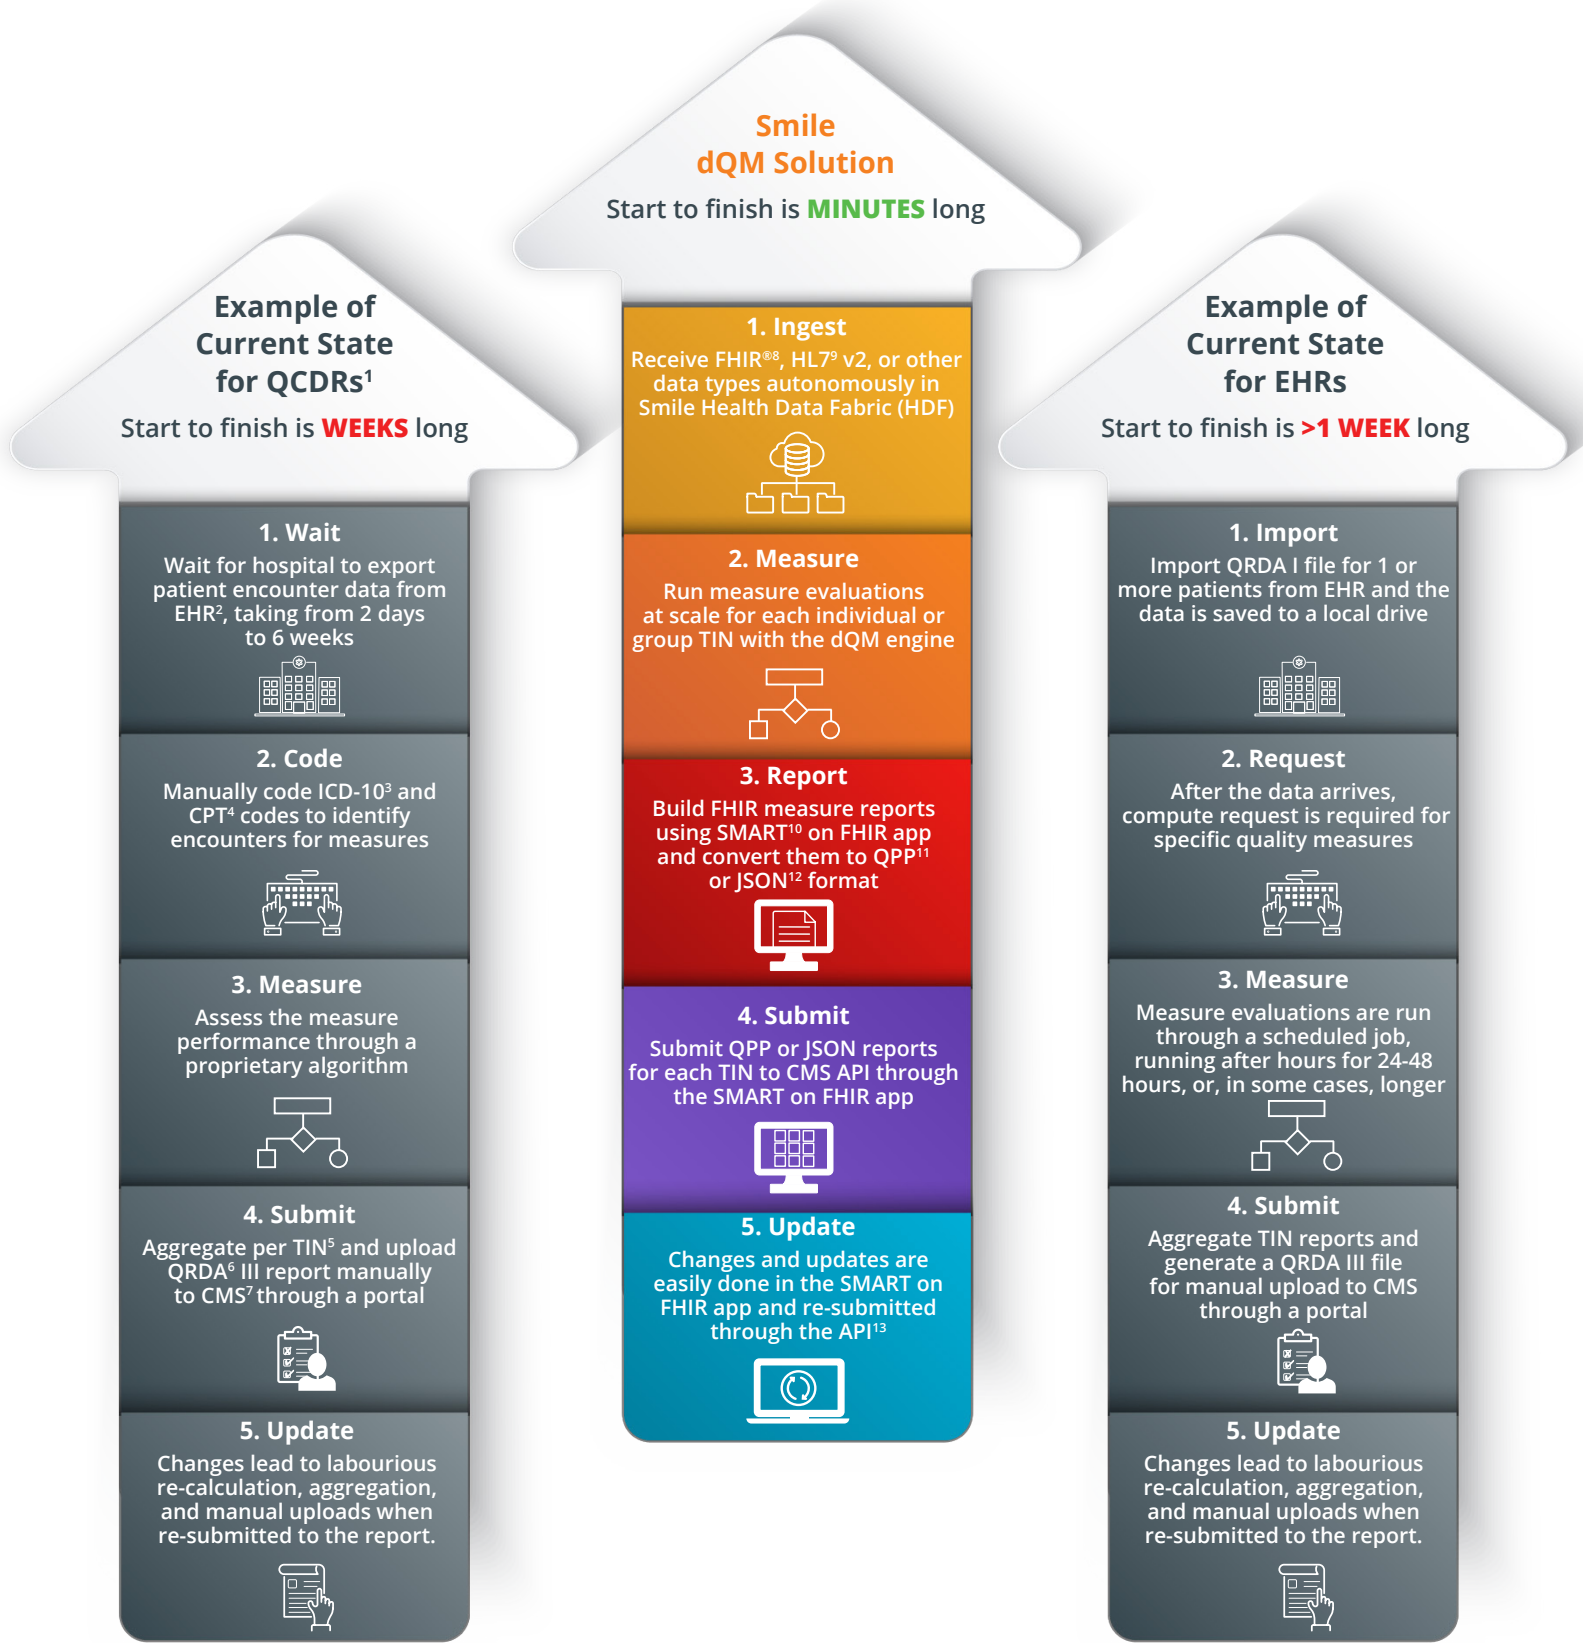 Smile
dQM Solution
Start to finish is MINUTES long
1. Ingest
Receive FHIR®⁸, HL7⁹ v2, or other
data types autonomously in
Smile Health Data Fabric (HDF)
2. Measure
Run measure evaluations
at scale for each individual or
group TIN with the dQM engine
3. Report
Build FHIR measure reports
using SMART¹⁰ on FHIR app
and convert them to QPP¹¹
or JSON¹² format
4. Submit
Submit QPP or JSON reports
for each TIN to CMS API through
the SMART on FHIR app
5. Update
Changes and updates are
easily done in the SMART on
FHIR app and re-submitted
through the API¹³
Example of
Current State
for QCDRs¹
Start to finish is WEEKS long
1. Wait
Wait for hospital to export
patient encounter data from
EHR², taking from 2 days
to 6 weeks
2. Code
Manually code ICD-10³ and
CPT⁴ codes to identify
encounters for measures
3. Measure
Assess the measure
performance through a
proprietary algorithm
4. Submit
Aggregate per TIN⁵ and upload
QRDA⁶ III report manually
to CMS⁷ through a portal
5. Update
Changes lead to labourious
re-calculation, aggregation,
and manual uploads when
re-submitted to the report.
Example of
Current State
for EHRs
Start to finish is >1 WEEK long
1. Import
Import QRDA I file for 1 or
more patients from EHR and the
data is saved to a local drive
2. Request
After the data arrives,
compute request is required for
specific quality measures
3. Measure
Measure evaluations are run
through a scheduled job,
running after hours for 24-48
hours, or, in some cases, longer
4. Submit
Aggregate TIN reports and
generate a QRDA III file
for manual upload to CMS
through a portal
5. Update
Changes lead to labourious
re-calculation, aggregation,
and manual uploads when
re-submitted to the report.